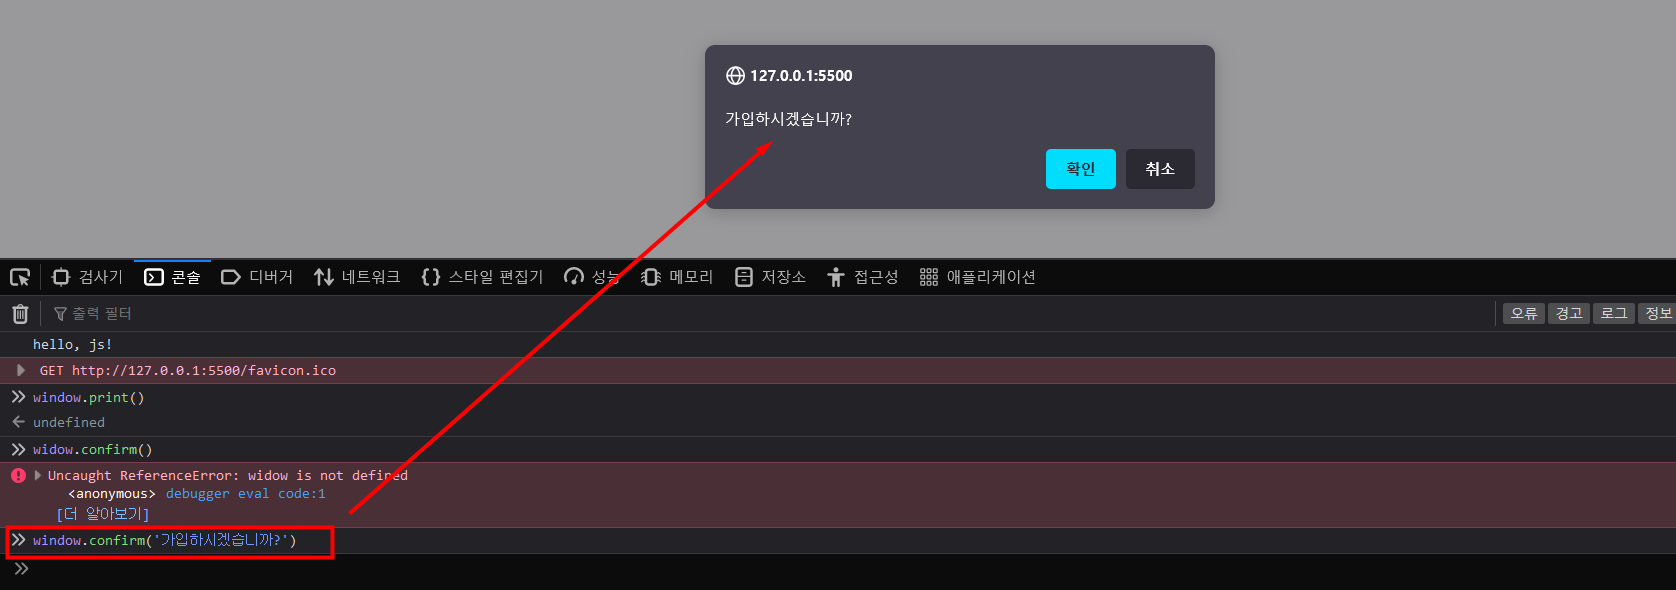 127.0.0.1:5500
가입하시겠습니까?
확인 취소
검사기 콘솔 디버거 네트워크 스타일 편집기 성능 메모리 저장소 접근성 애플리케이션
출력 필터 오류 경고 로그 정보
hello, js!
GET http://127.0.0.1:5500/favicon.ico
window.print()
undefined
widow.confirm()
Uncaught ReferenceError: widow is not defined
<anonymous> debugger eval code:1
[더 알아보기]
window.confirm('가입하시겠습니까?')